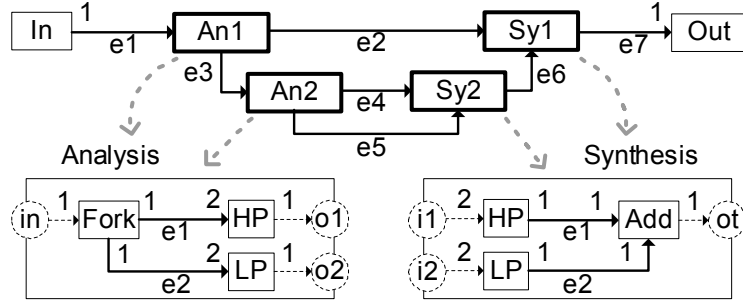 In 1 e1 An1 e2 Sy1 1 e7 Out
e3 An2 e4 Sy2 e6
e5
Analysis Synthesis
in 1 Fork 1 e1 2 HP 1 o1
1 e2 2 LP 1 o2
i1 2 HP 1 e1 1 Add 1 ot
i2 2 LP 1 e2 1